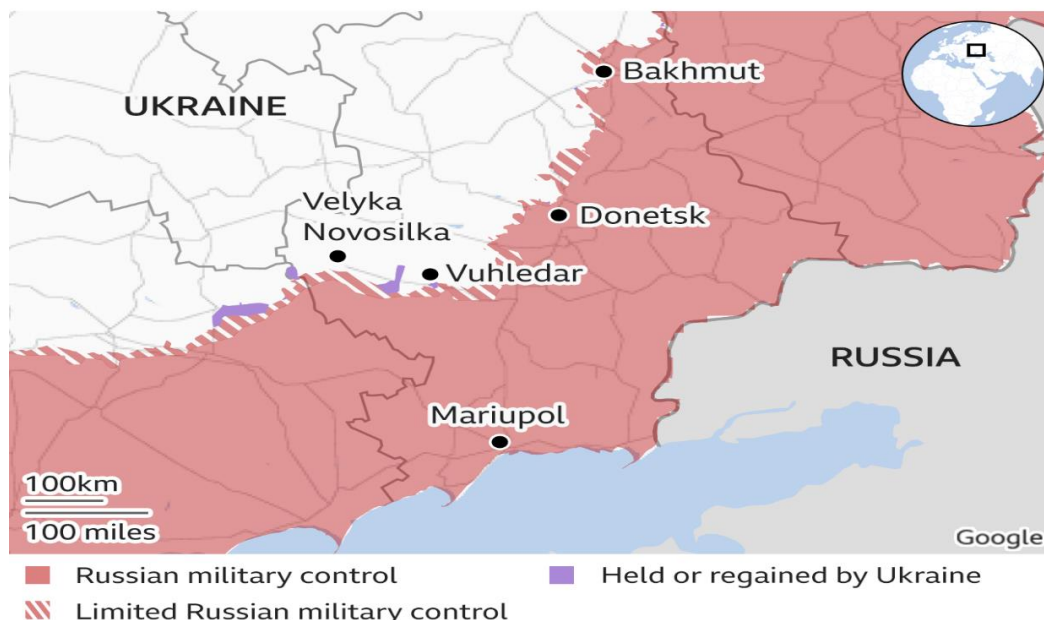 Bakhmut
UKRAINE
Velyka
Novosilka
Donetsk
Vuhledar
RUSSIA
Mariupol
100km
100 miles
Google
Russian military control
Held or regained by Ukraine
Limited Russian military control